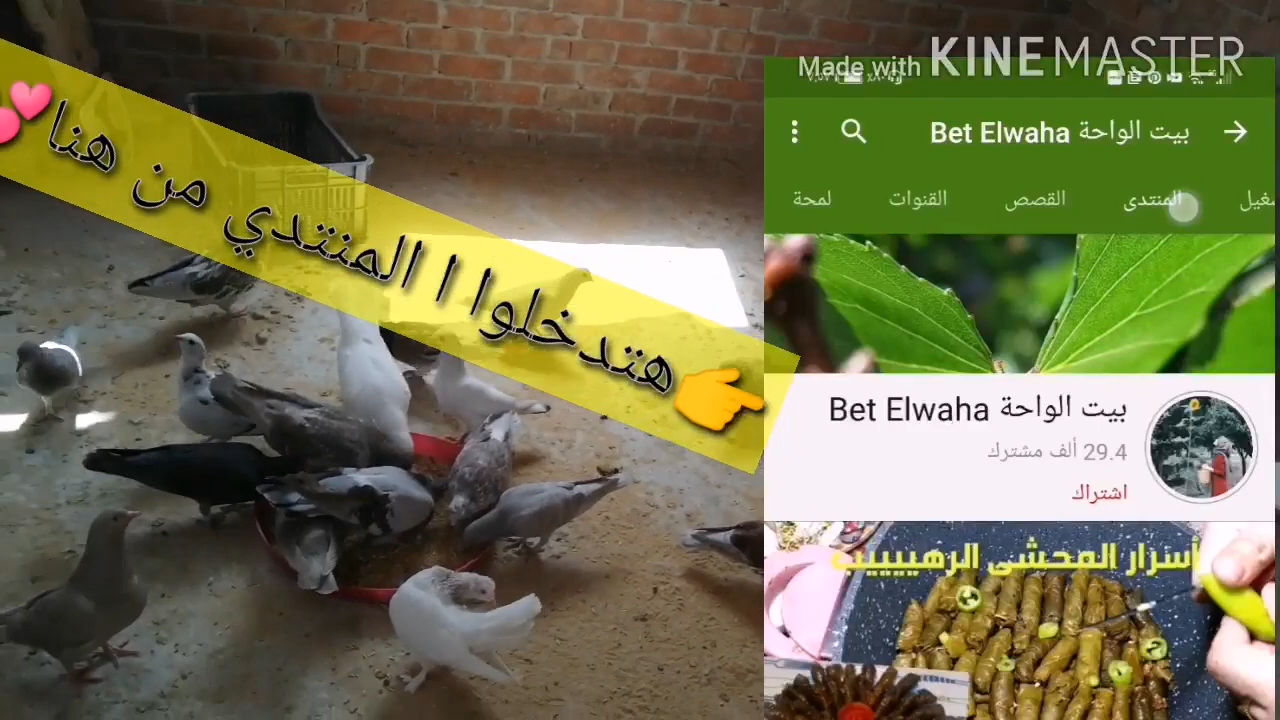 Made with KINEMASTER
بيت الواحة Bet Elwaha
لمحة
القنوات
القصص
المنتدى
هتدخلوا ا المنتدي من هنا
بيت الواحة Bet Elwaha
29.4 ألف مشترك
اشتراك
أسرار المحشى الرهيييييب